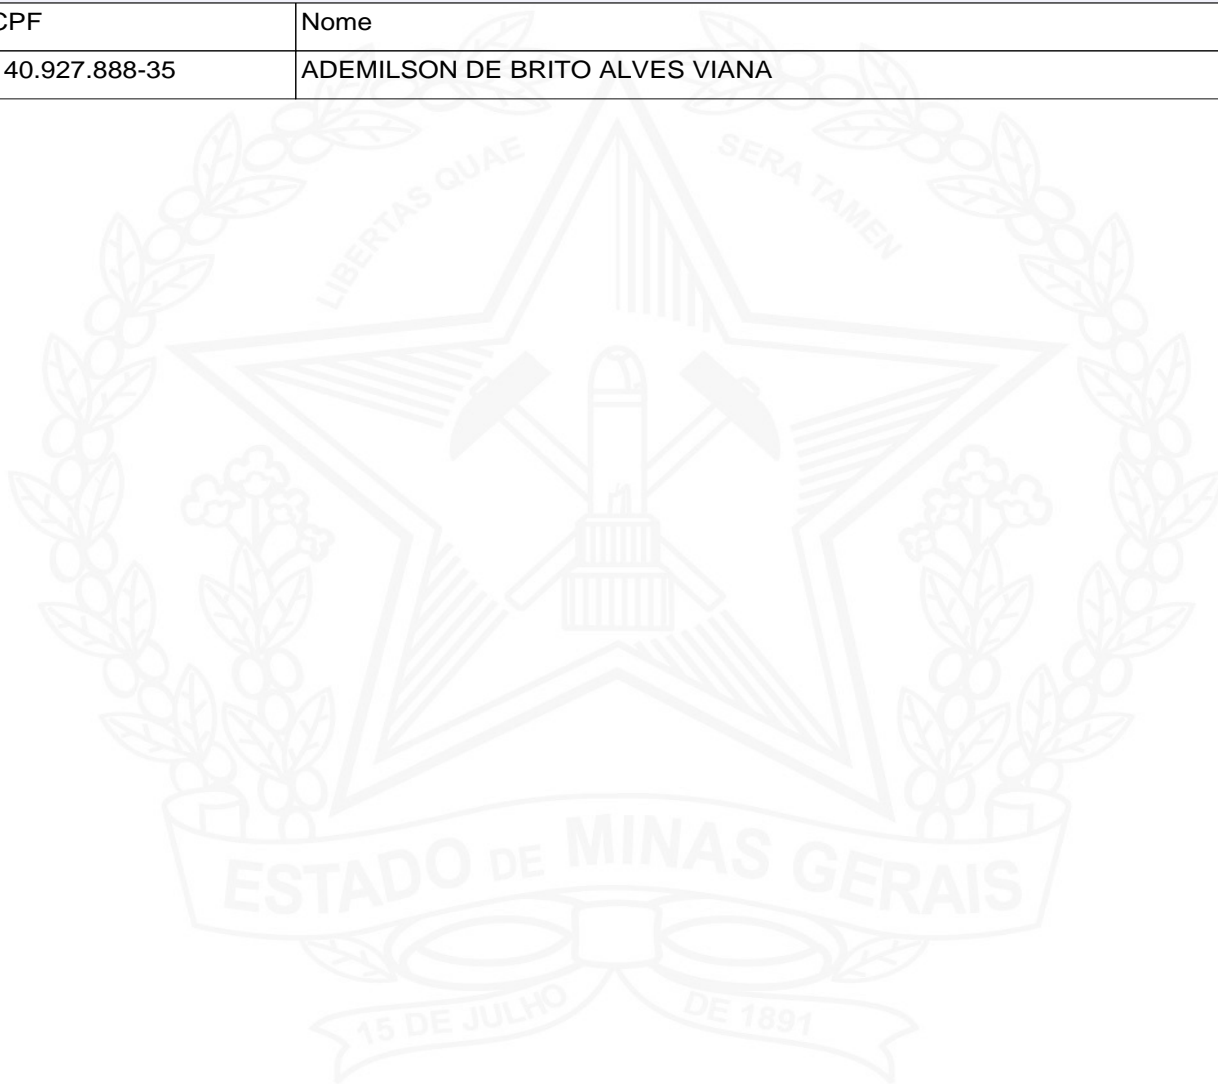 CPF Nome
40.927.888-35 ADEMILSON DE BRITO ALVES VIANA
LIBERTAS QUAE SERA TAMEN
ESTADO DE MINAS GERAIS
15 DE JULHO DE 1891